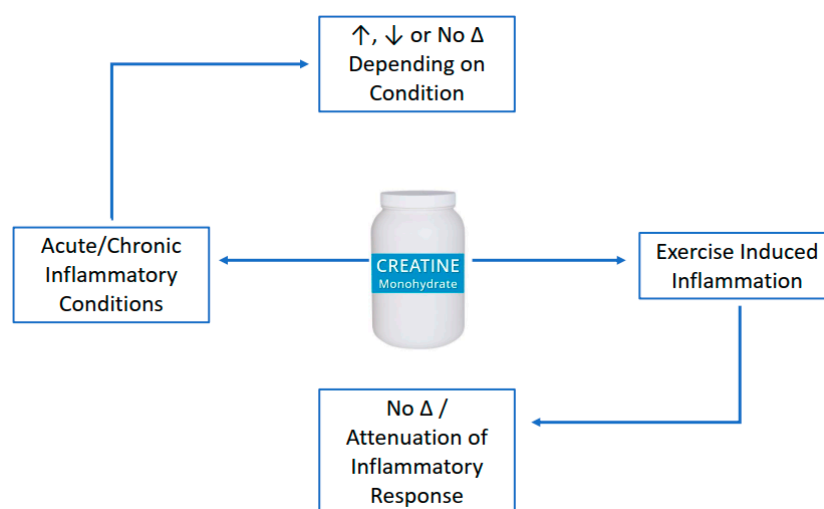 ↑, ↓ or No Δ
Depending on
Condition
Acute/Chronic
Inflammatory
Conditions
CREATINE
Monohydrate
Exercise Induced
Inflammation
No Δ /
Attenuation of
Inflammatory
Response